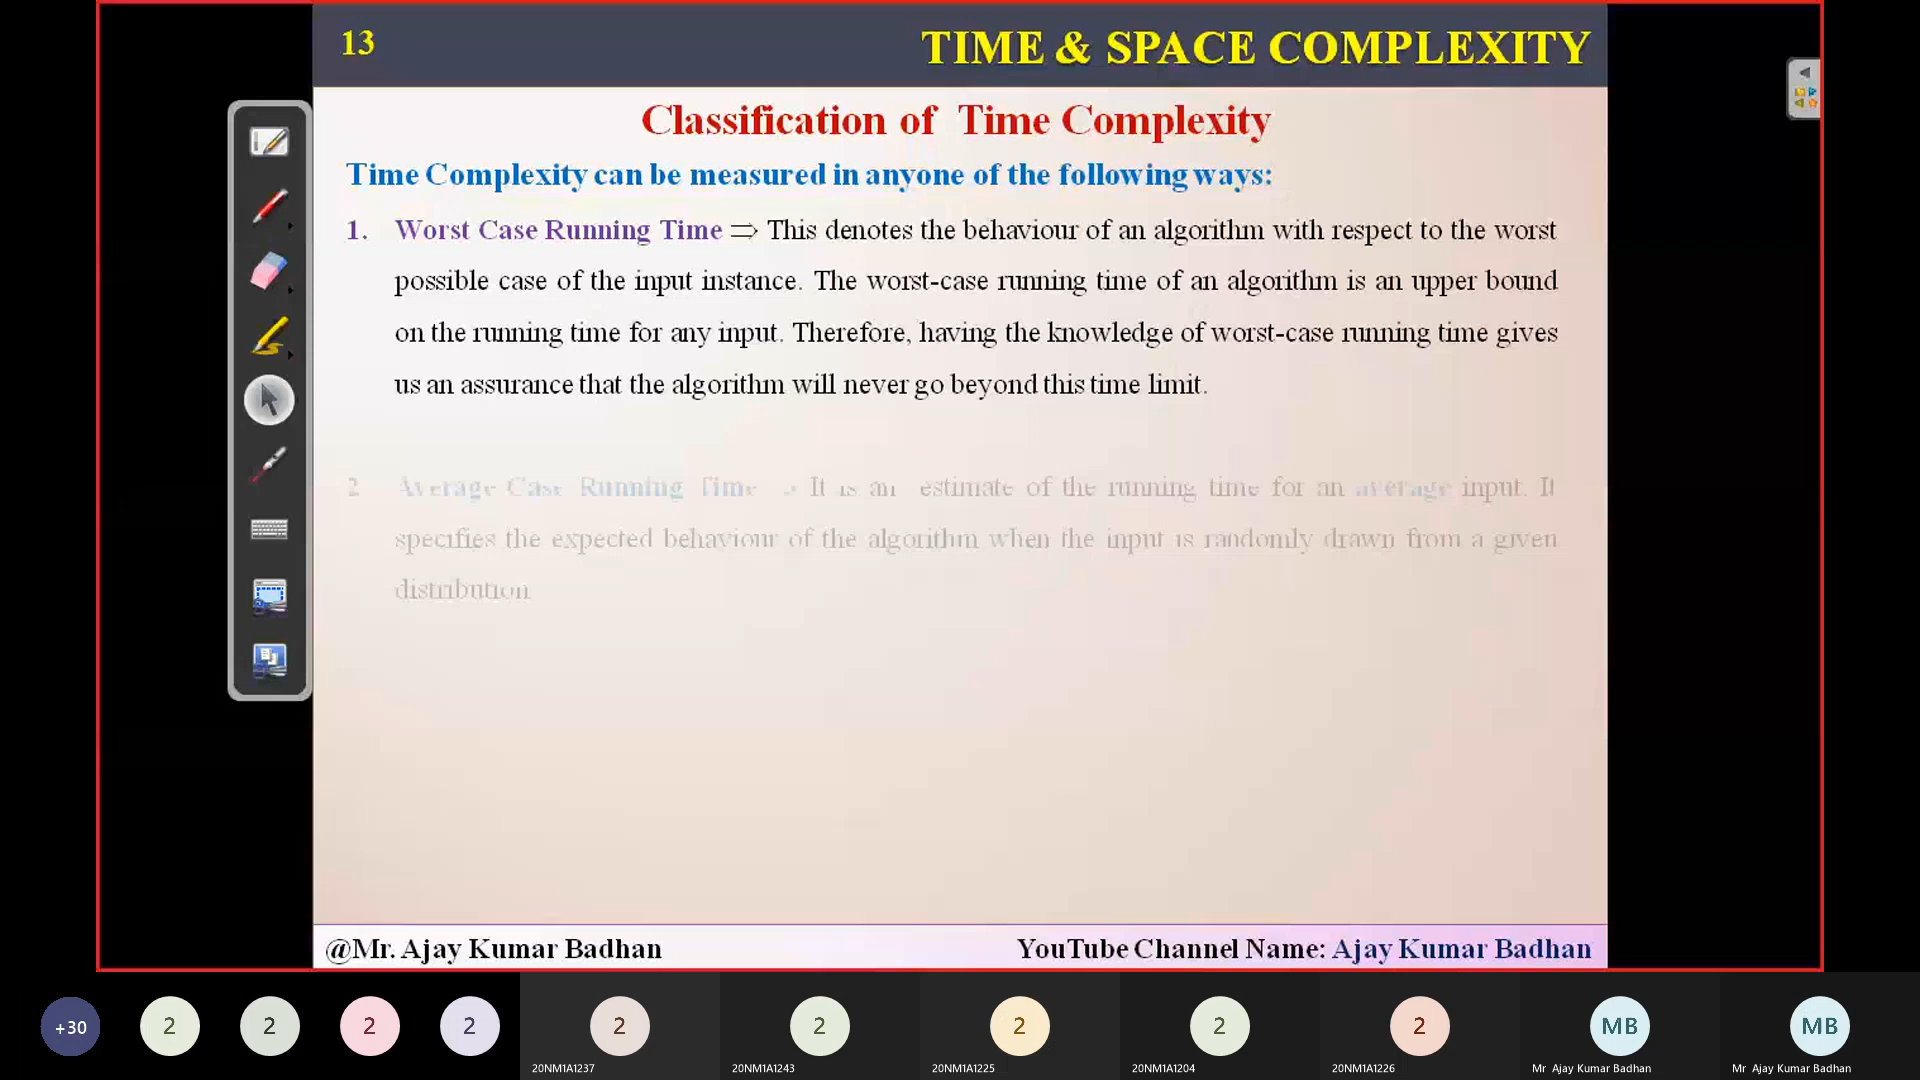 13
TIME & SPACE COMPLEXITY
Classification of Time Complexity
Time Complexity can be measured in anyone of the following ways:
1. Worst Case Running Time ⇒ This denotes the behaviour of an algorithm with respect to the worst
possible case of the input instance. The worst-case running time of an algorithm is an upper bound
on the running time for any input. Therefore, having the knowledge of worst-case running time gives
us an assurance that the algorithm will never go beyond this time limit.
2 Average Case Running Time It is an estimate of the running time for an average input. It
specifies the expected behaviour of the algorithm when the input is randomly drawn from a given
distribution
@Mr. Ajay Kumar Badhan
YouTube Channel Name: Ajay Kumar Badhan
+30 2 2 2 2 2 2 2 2 2 MB MB
20NM1A1237 20NM1A1243 20NM1A1225 20NM1A1204 20NM1A1226 Mr Ajay Kumar Badhan Mr Ajay Kumar Badhan